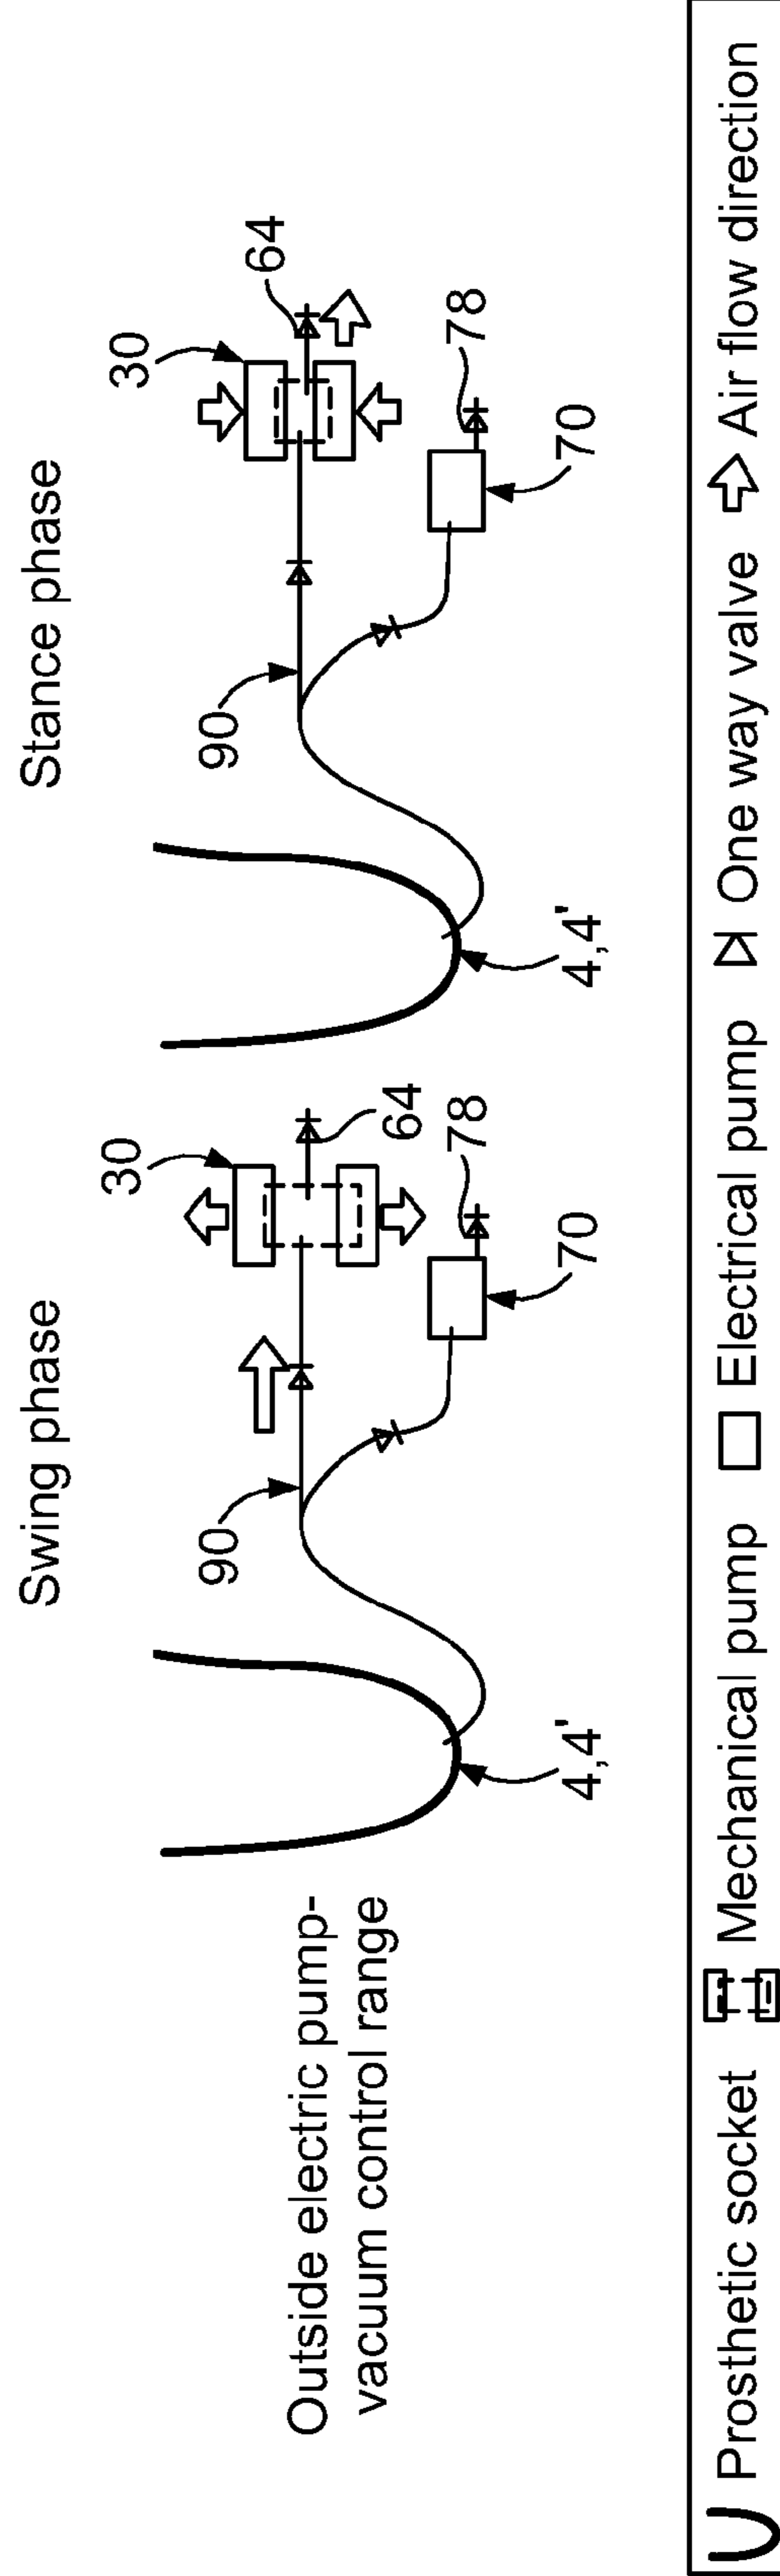 Swing phase
Stance phase
Outside electric pump-
vacuum control range
30
64
90
78
70
4,4'
30
64
90
78
70
4,4'
Prosthetic socket Mechanical pump Electrical pump One way valve Air flow direction